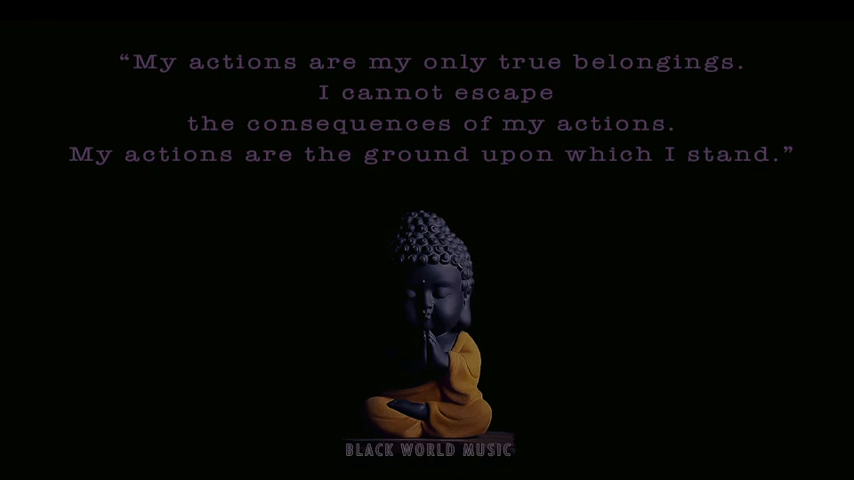 “My actions are my only true belongings.
I cannot escape
the consequences of my actions.
My actions are the ground upon which I stand.”
BLACK WORLD MUSIC